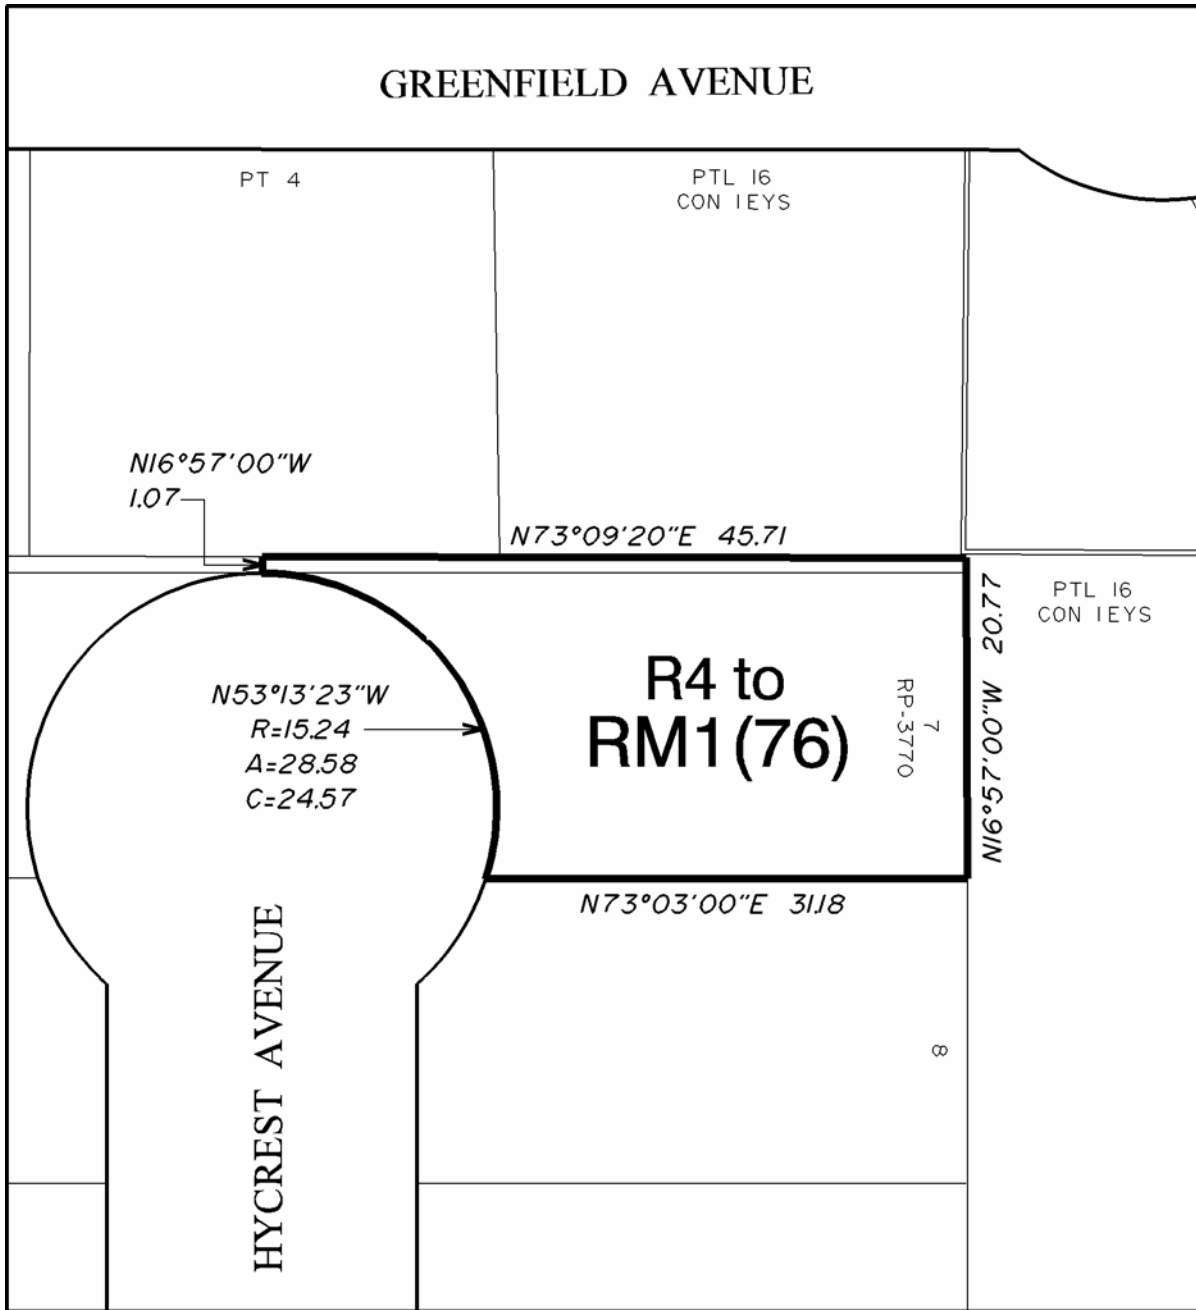 GREENFIELD AVENUE
PT 4
PTL 16
CON 1EYS
N16°57'00"W
1.07
N73°09'20"E 45.71
PTL 16
CON 1EYS
N16°57'00"W 20.77
R4 to
RM1(76)
7
RP-3770
N53°13'23"W
R=15.24
A=28.58
C=24.57
N73°03'00"E 31.18
HYCREST AVENUE
8